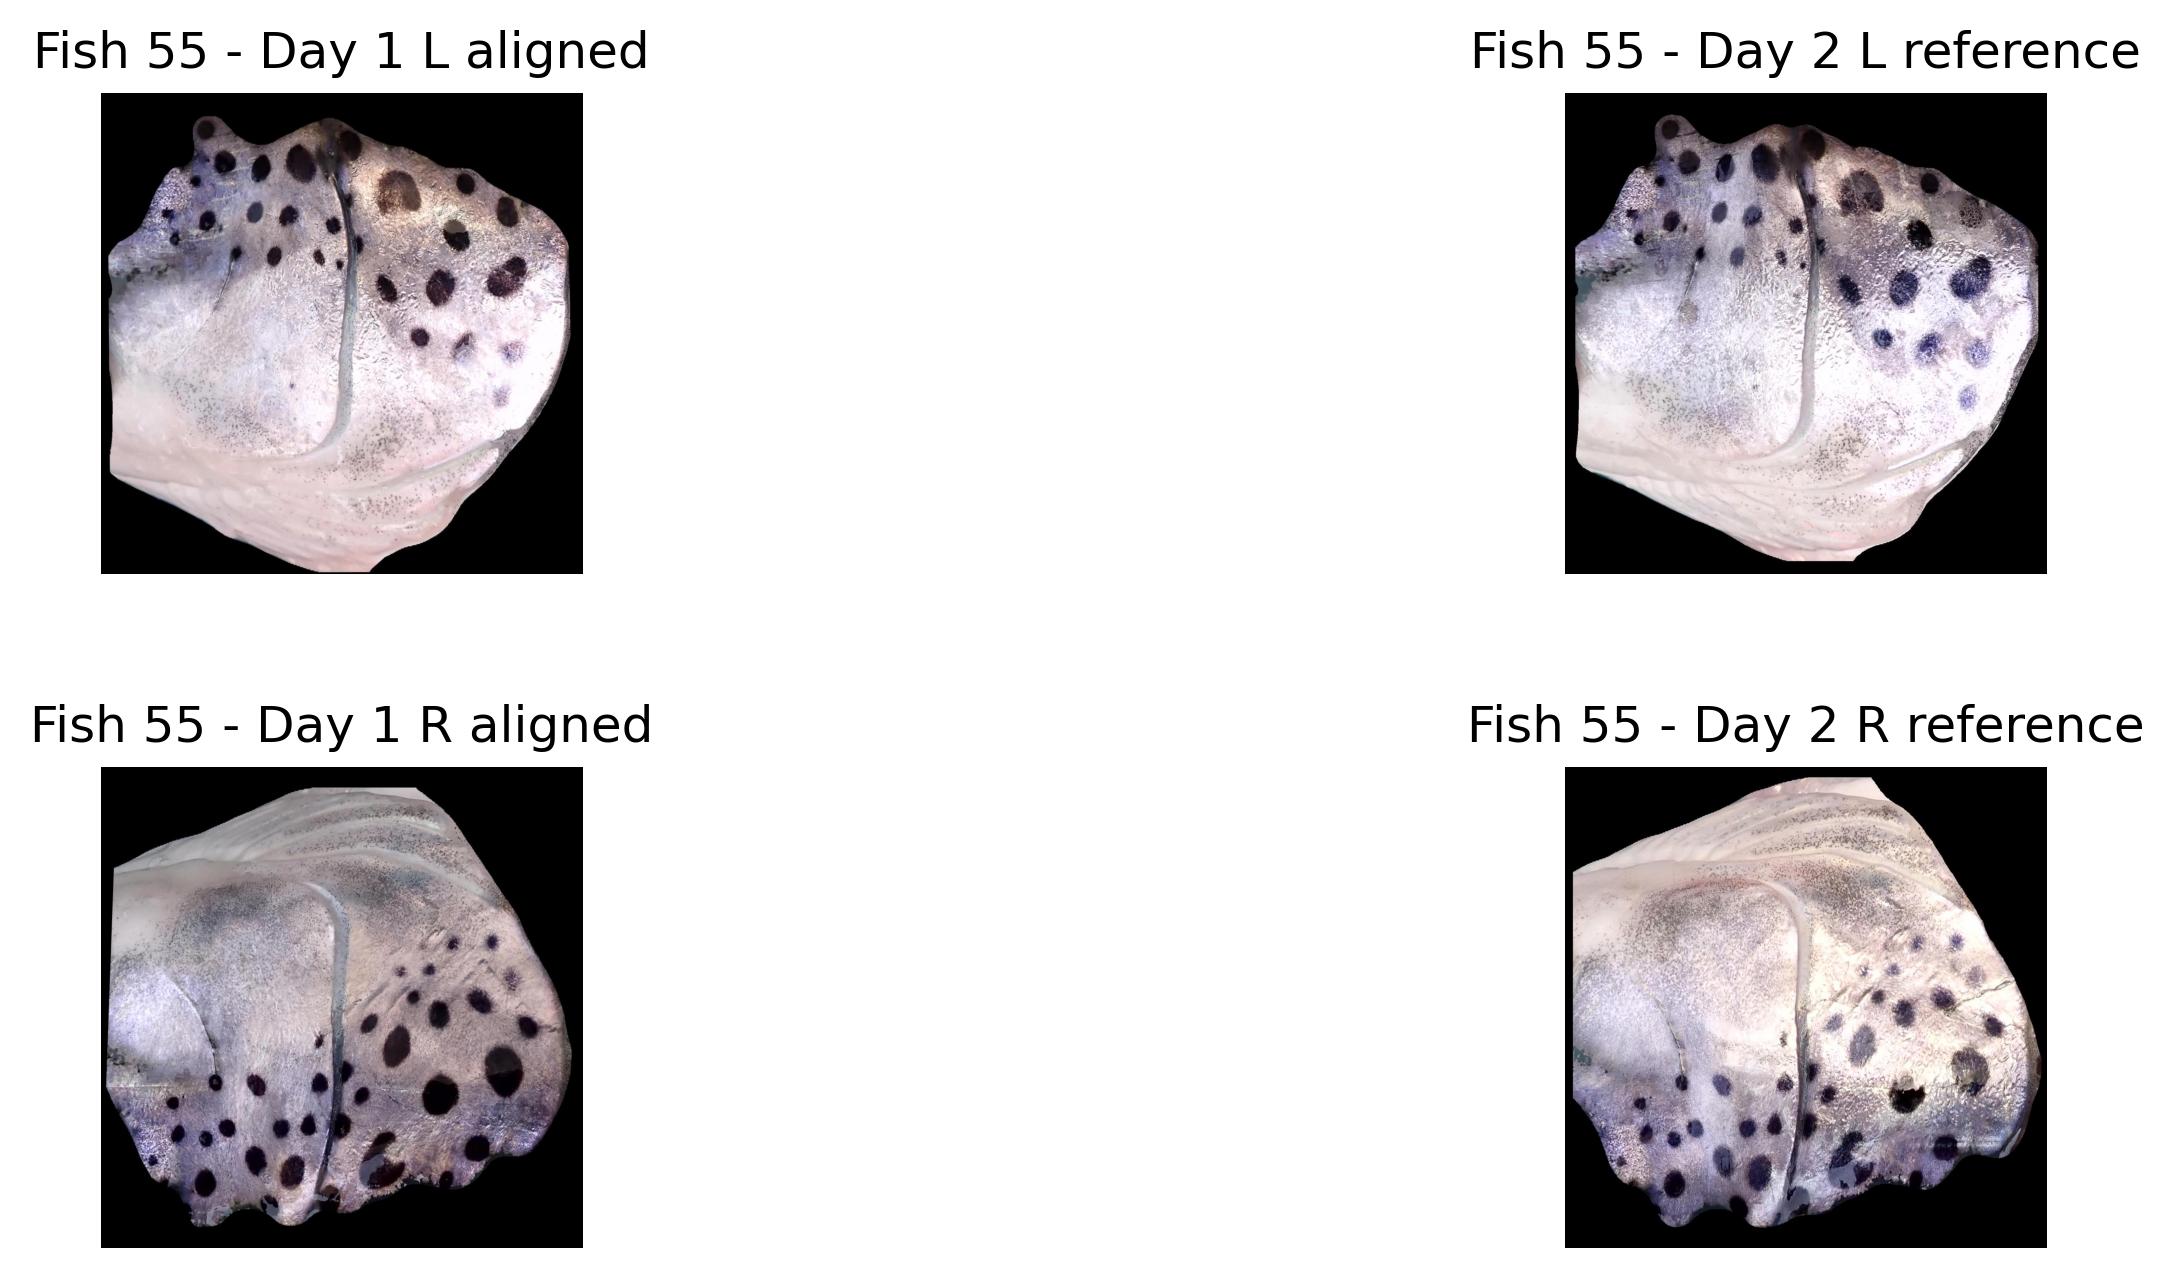 Fish 55 - Day 1 L aligned
Fish 55 - Day 2 L reference
Fish 55 - Day 1 R aligned
Fish 55 - Day 2 R reference